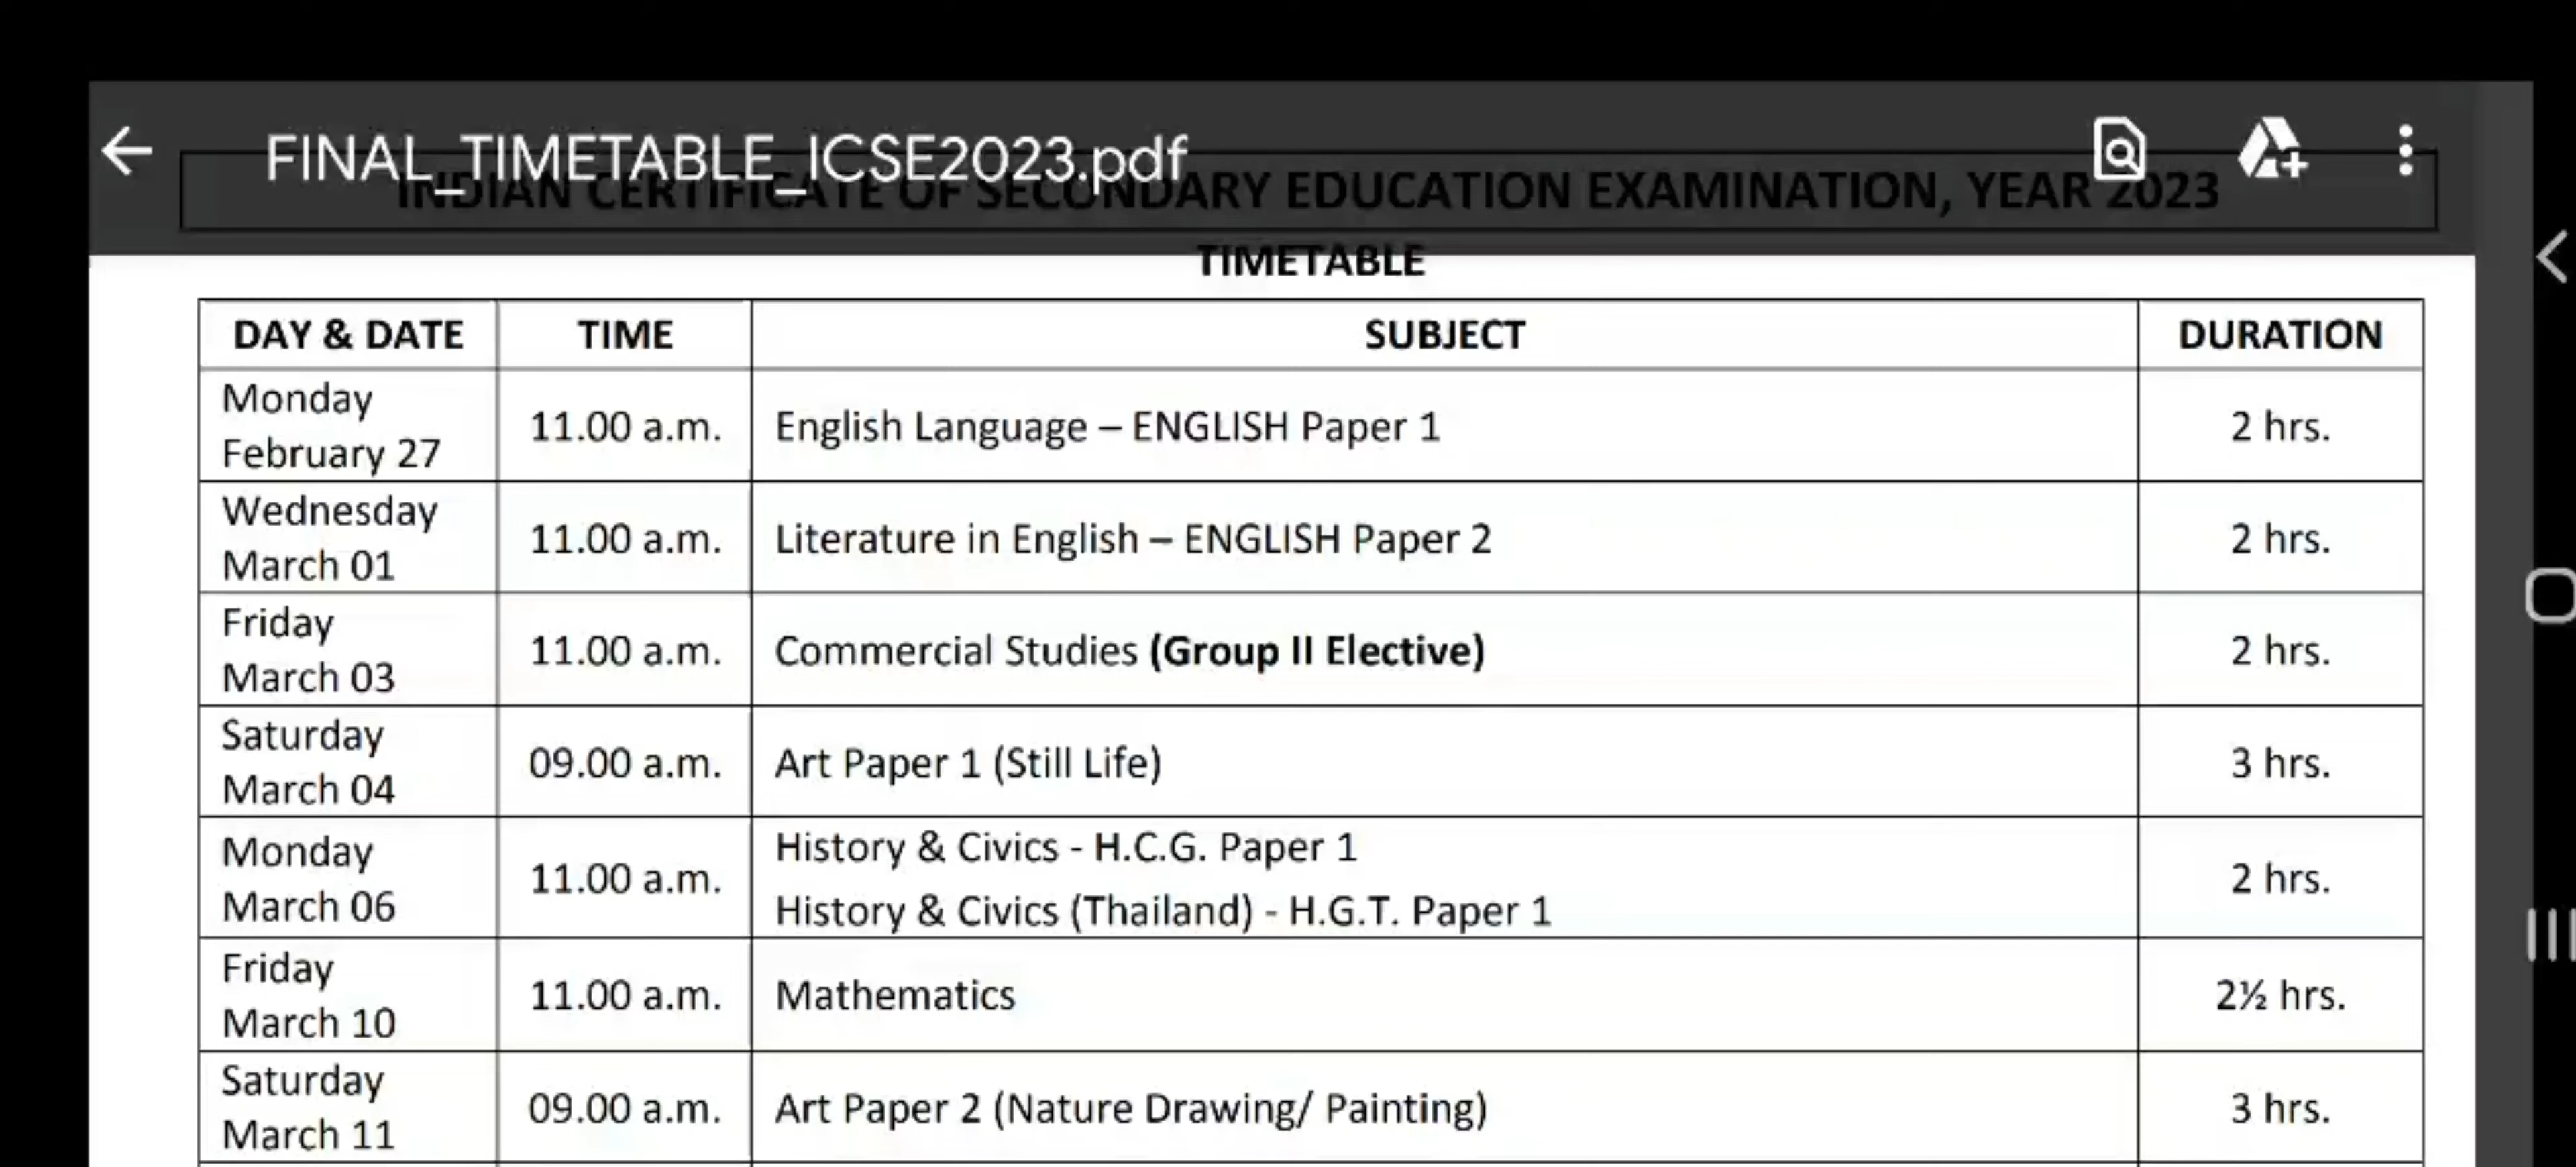 FINAL_TIMETABLE_ICSE2023.pdf
INDIAN CERTIFICATE OF SECONDARY EDUCATION EXAMINATION, YEAR 2023
TIMETABLE
DAY & DATE TIME SUBJECT DURATION
Monday
February 27 11.00 a.m. English Language – ENGLISH Paper 1 2 hrs.
Wednesday
March 01 11.00 a.m. Literature in English – ENGLISH Paper 2 2 hrs.
Friday
March 03 11.00 a.m. Commercial Studies (Group II Elective) 2 hrs.
Saturday
March 04 09.00 a.m. Art Paper 1 (Still Life) 3 hrs.
Monday
March 06 11.00 a.m. History & Civics - H.C.G. Paper 1
History & Civics (Thailand) - H.G.T. Paper 1 2 hrs.
Friday
March 10 11.00 a.m. Mathematics 2½ hrs.
Saturday
March 11 09.00 a.m. Art Paper 2 (Nature Drawing/ Painting) 3 hrs.